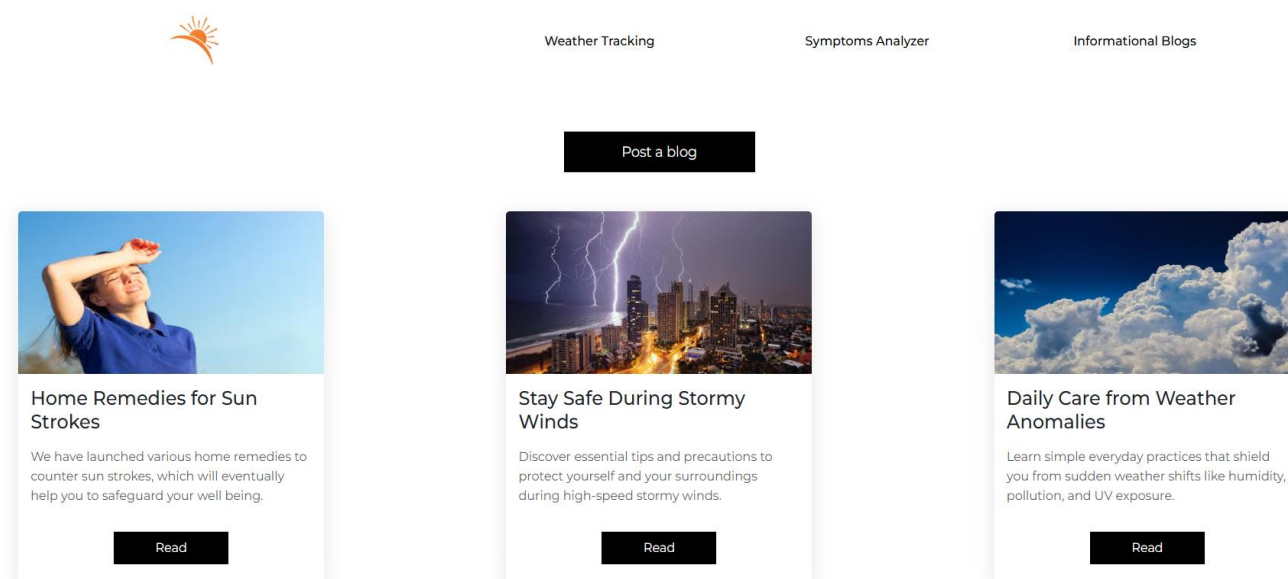 Weather Tracking
Symptoms Analyzer
Informational Blogs
Post a blog
Home Remedies for Sun
Strokes
We have launched various home remedies to
counter sun strokes, which will eventually
help you to safeguard your well being.
Read
Stay Safe During Stormy
Winds
Discover essential tips and precautions to
protect yourself and your surroundings
during high-speed stormy winds.
Read
Daily Care from Weather
Anomalies
Learn simple everyday practices that shield
you from sudden weather shifts like humidity,
pollution, and UV exposure.
Read